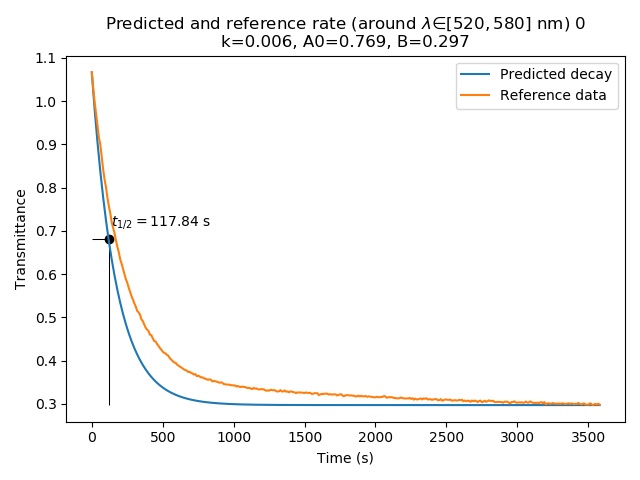 Predicted and reference rate (around λ∈[520, 580] nm) 0
k=0.006, A0=0.769, B=0.297
1.1
1.0
0.9
0.8
0.7
0.6
0.5
0.4
0.3
Transmittance
Predicted decay
Reference data
t1/2 = 117.84 s
0
500
1000
1500
2000
2500
3000
3500
Time (s)